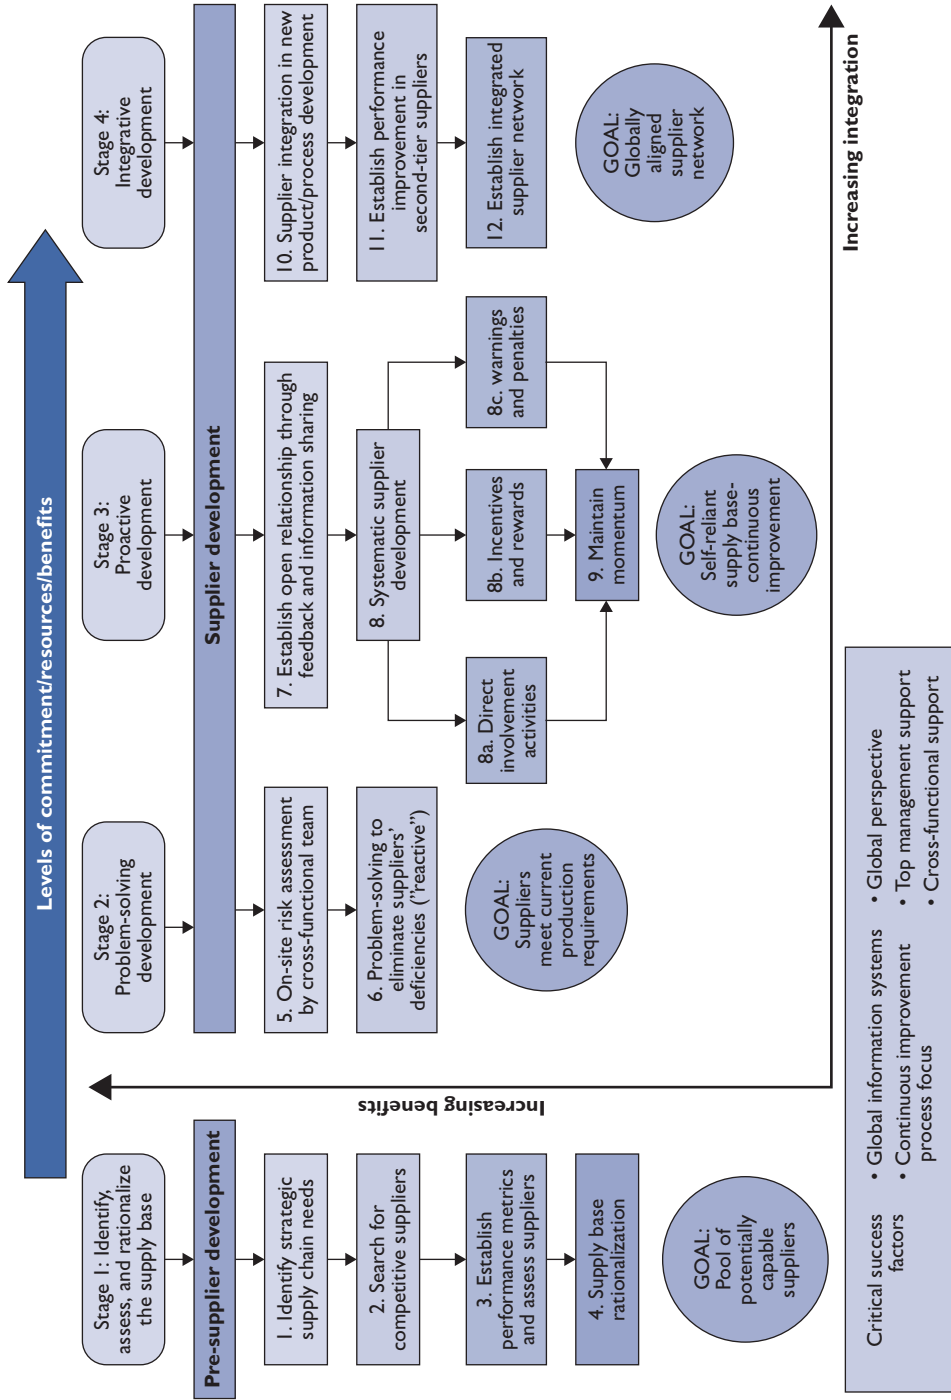 Levels of commitment/resources/benefits
Stage 1: Identify,
assess, and rationalize
the supply base
Pre-supplier development
1. Identify strategic
supply chain needs
2. Search for
competitive suppliers
3. Establish
performance metrics
and assess suppliers
4. Supply base
rationalization
GOAL:
Pool of
potentially
capable
suppliers
Increasing benefits
Stage 2:
Problem-solving
development
Stage 3:
Proactive
development
Stage 4:
Integrative
development
Supplier development
5. On-site risk assessment
by cross-functional team
6. Problem-solving to
eliminate suppliers'
deficiencies ("reactive")
GOAL:
Suppliers
meet current
production
requirements
7. Establish open relationship through
feedback and information sharing
8. Systematic supplier
development
8a. Direct
involvement
activities
8b. Incentives
and rewards
8c. warnings
and penalties
9. Maintain
momentum
GOAL:
Self-reliant
supply base-
continuous
improvement
10. Supplier integration in new
product/process development
11. Establish performance
improvement in
second-tier suppliers
12. Establish integrated
supplier network
GOAL:
Globally
aligned
supplier
network
Increasing integration
Critical success
factors
• Global information systems
• Continuous improvement
process focus
• Global perspective
• Top management support
• Cross-functional support